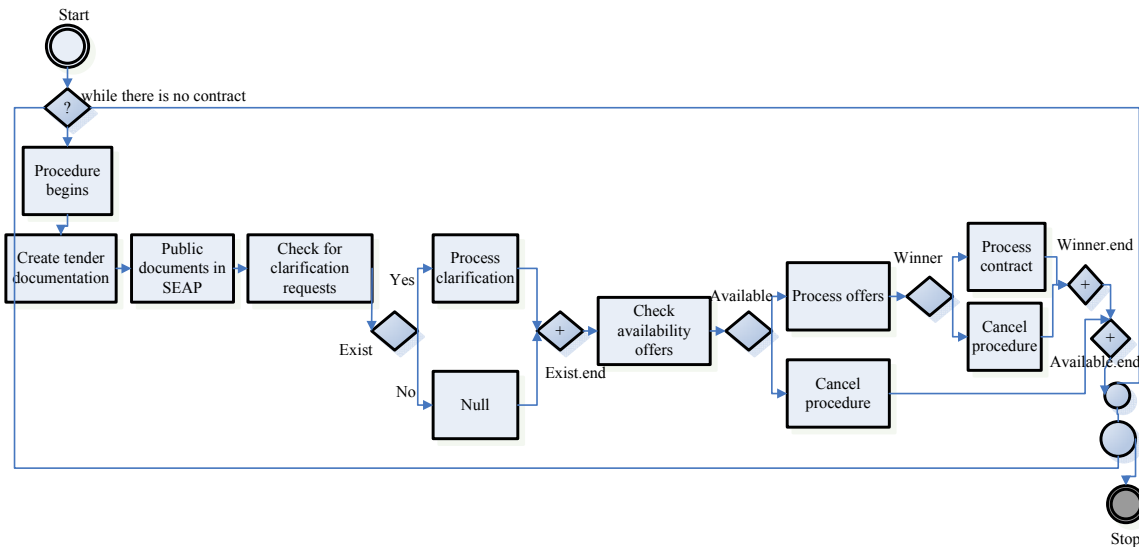 Start
while there is no contract
?
Procedure
begins
Create tender
documentation
Public
documents in
SEAP
Check for
clarification
requests
Exist
Yes
No
Process
clarification
Null
+
Exist.end
Check
availability
offers
Available
Process offers
Cancel
procedure
Winner
Process
contract
Cancel
procedure
Winner.end
+
+
Available.end
Stop